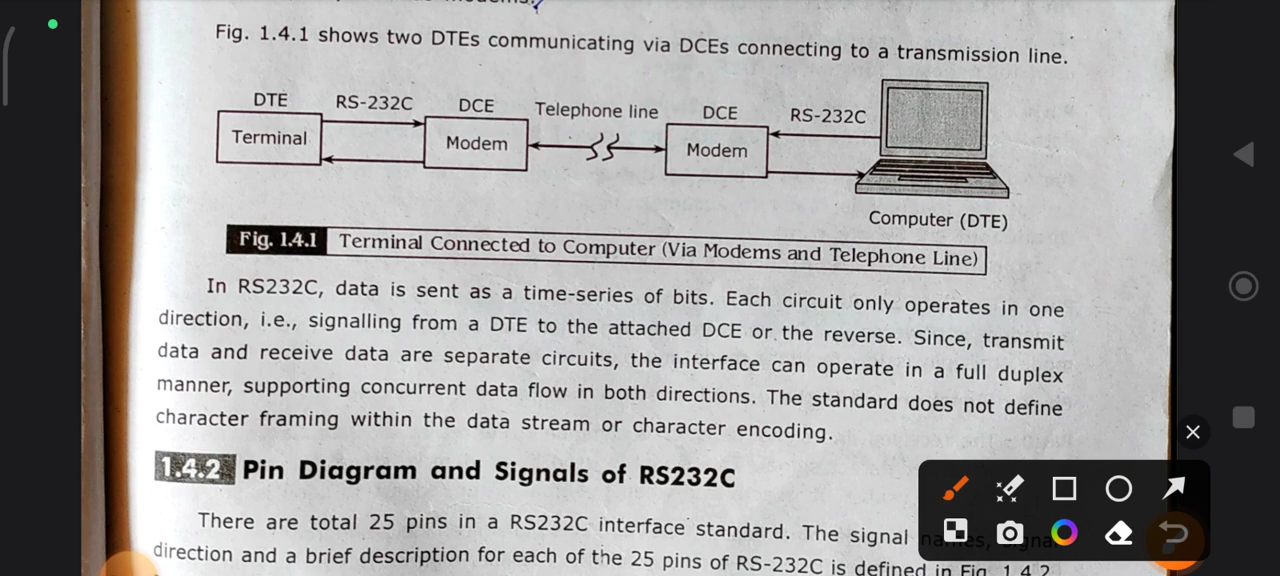 Fig. 1.4.1 shows two DTEs communicating via DCEs connecting to a transmission line.
DTE RS-232C DCE Telephone line DCE RS-232C
Terminal Modem Modem
Computer (DTE)
Fig. 1.4.1 Terminal Connected to Computer (Via Modems and Telephone Line)
In RS232C, data is sent as a time-series of bits. Each circuit only operates in one
direction, i.e., signalling from a DTE to the attached DCE or the reverse. Since, transmit
data and receive data are separate circuits, the interface can operate in a full duplex
manner, supporting concurrent data flow in both directions. The standard does not define
character framing within the data stream or character encoding.
1.4.2 Pin Diagram and Signals of RS232C
There are total 25 pins in a RS232C interface standard. The signal
direction and a brief description for each of the 25 pins of RS-232C is defined in Fig. 1.4.2